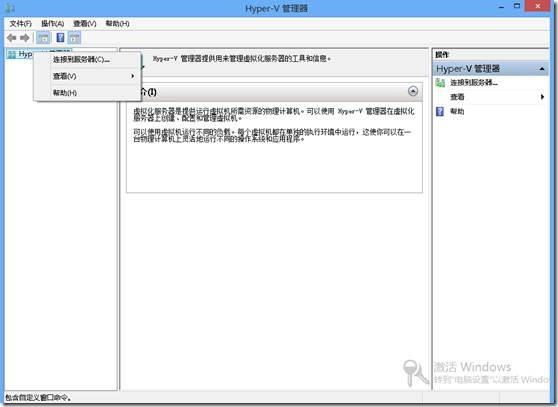 Hyper-V 管理器
文件(F) 操作(A) 查看(V) 帮助(H)
连接到服务器(C)...
查看(V)
帮助(H)
Hyper-V 管理器提供用来管理虚拟化服务器的工具和信息。
介(I)
虚拟化服务器是提供运行虚拟机所需资源的物理计算机。可以使用 Hyper-V 管理器在虚拟化
服务器上创建、配置和管理虚拟机。
可以使用虚拟机运行不同的负载。每个虚拟机都在单独的执行环境中运行，这使你可以在一
台物理计算机上灵活地运行不同的操作系统和应用程序。
操作
Hyper-V 管理器
连接到服务器...
查看
帮助
激活 Windows
转到"电脑设置"以激活 Windo
包含自定义窗口命令。